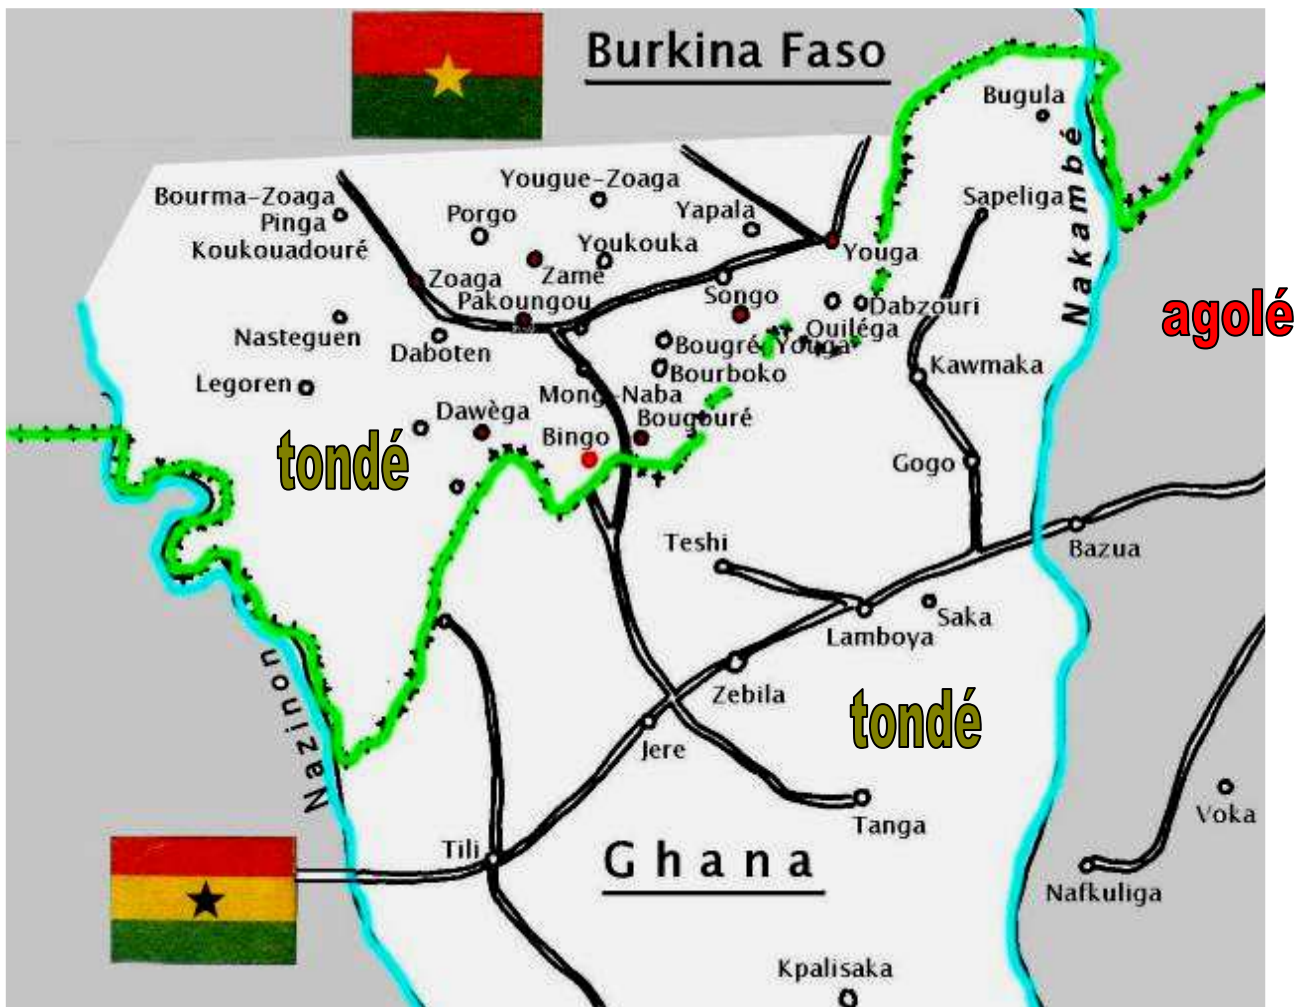 Burkina Faso
Bugula
Nakambé
Yougue-Zoaga
Bourma-Zoaga
Pinga
Koukouadouré
Porgo
Yapala
Sapeliga
Youkouka
Youga
Zoaga
Zamé
Pakoungou
Songo
Dabzouri
agolé
Ouiléga
Nasteguen
Daboten
Bougré-Youga
Legoren
Bourboko
Kawmaka
Mong-Naba
Dawèga
Bougouré
tondé
Bingo
Gogo
Teshi
Bazua
Saka
Lamboya
Nazinon
Zebila
tondé
Jere
Voka
Tanga
Tili
Ghana
Nafkuliga
Kpalisaka